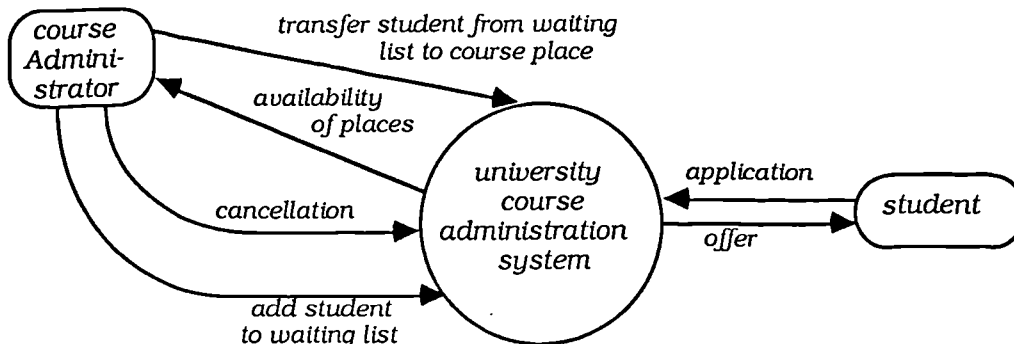 course
Admini-
strator
transfer student from waiting
list to course place
availability
of places
cancellation
add student
to waiting list
university
course
administration
system
application
offer
student